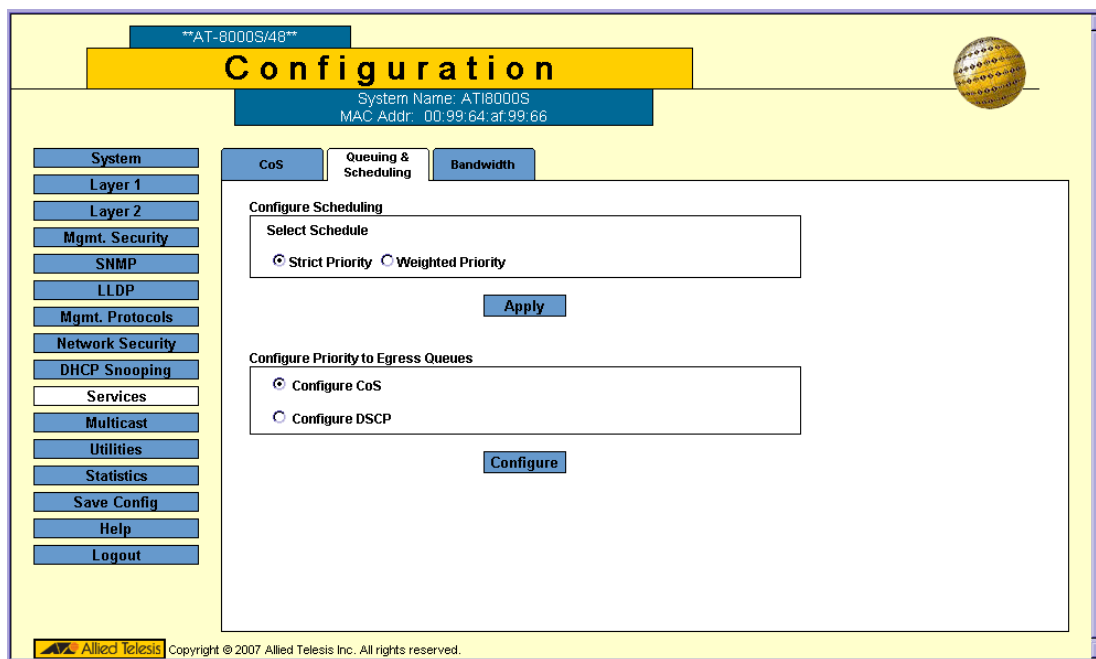 **AT-8000S/48**
Configuration
System Name: ATI8000S
MAC Addr: 00:99:64:af:99:66
System
Layer 1
Layer 2
Mgmt. Security
SNMP
LLDP
Mgmt. Protocols
Network Security
DHCP Snooping
Services
Multicast
Utilities
Statistics
Save Config
Help
Logout
CoS
Queuing &
Scheduling
Bandwidth
Configure Scheduling
Select Schedule
Strict Priority Weighted Priority
Apply
Configure Priority to Egress Queues
Configure CoS
Configure DSCP
Configure
Allied Telesis Copyright © 2007 Allied Telesis Inc. All rights reserved.